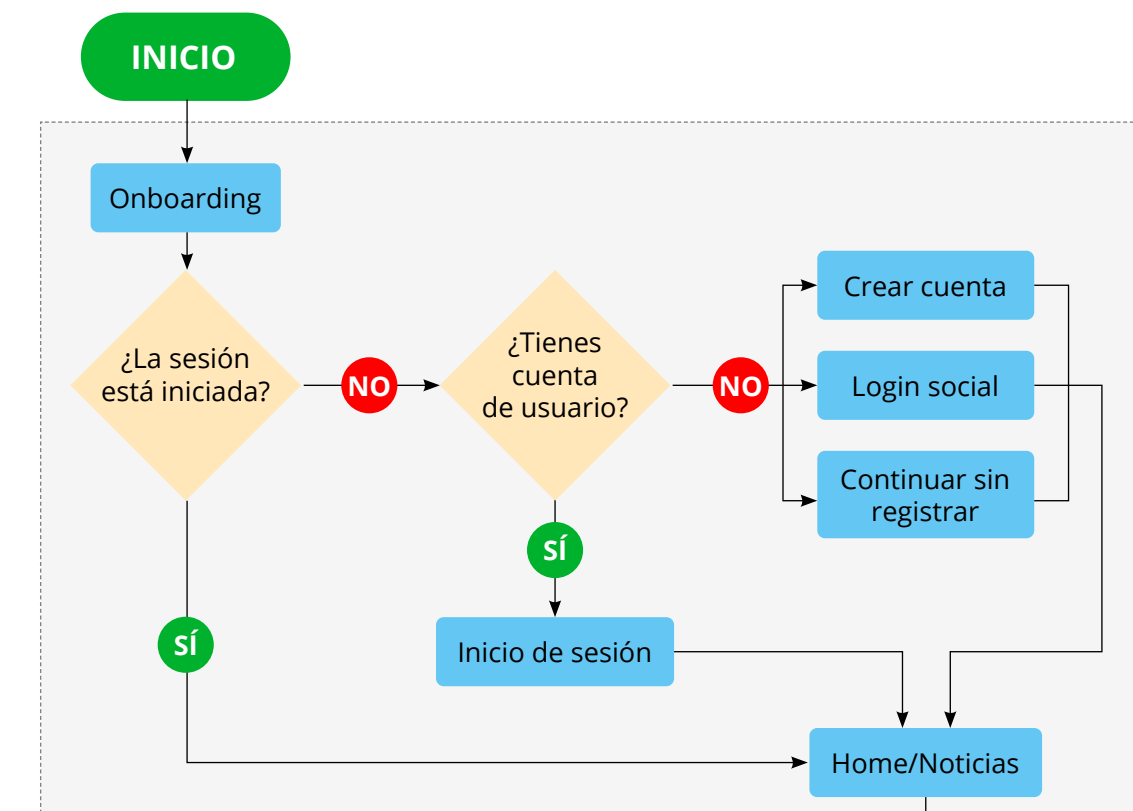 INICIO
Onboarding
¿La sesión
está iniciada?
NO
¿Tienes
cuenta
de usuario?
NO
Crear cuenta
Login social
Continuar sin
registrar
SÍ
Inicio de sesión
SÍ
Home/Noticias